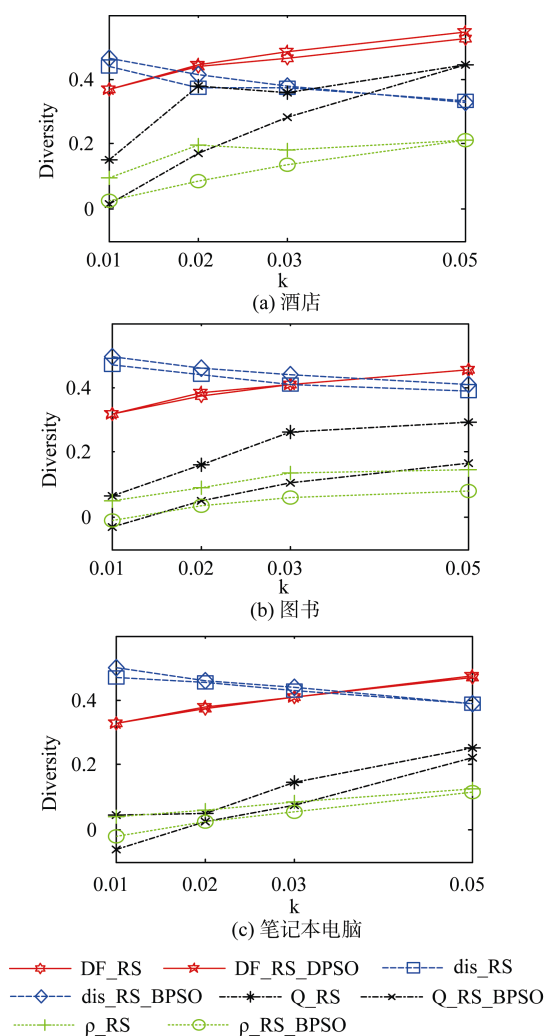 0.4
0.2
0
Diversity
0.01 0.02 0.03 0.05
k
(a) 酒店
0.4
0.2
0
Diversity
0.01 0.02 0.03 0.05
k
(b) 图书
0.4
0.2
0
Diversity
0.01 0.02 0.03 0.05
k
(c) 笔记本电脑
DF_RS DF_RS_DPSO dis_RS
dis_RS_BPSO Q_RS Q_RS_BPSO
ρ_RS ρ_RS_BPSO